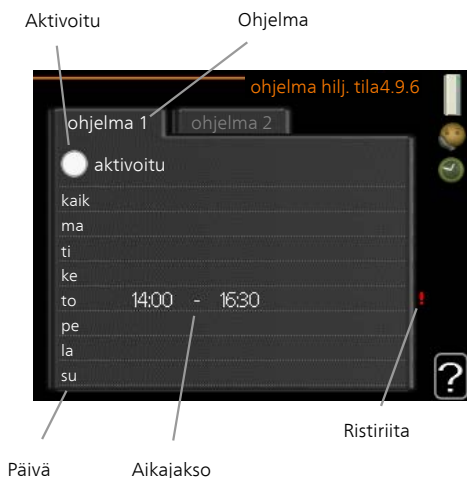 Aktivoitu
Ohjelma
ohjelma hilj. tila4.9.6
ohjelma 1
ohjelma 2
aktivoitu
kaik
ma
ti
ke
to 14:00 - 16:30
pe
la
su
!
?
Ristiriita
Päivä
Aikajakso